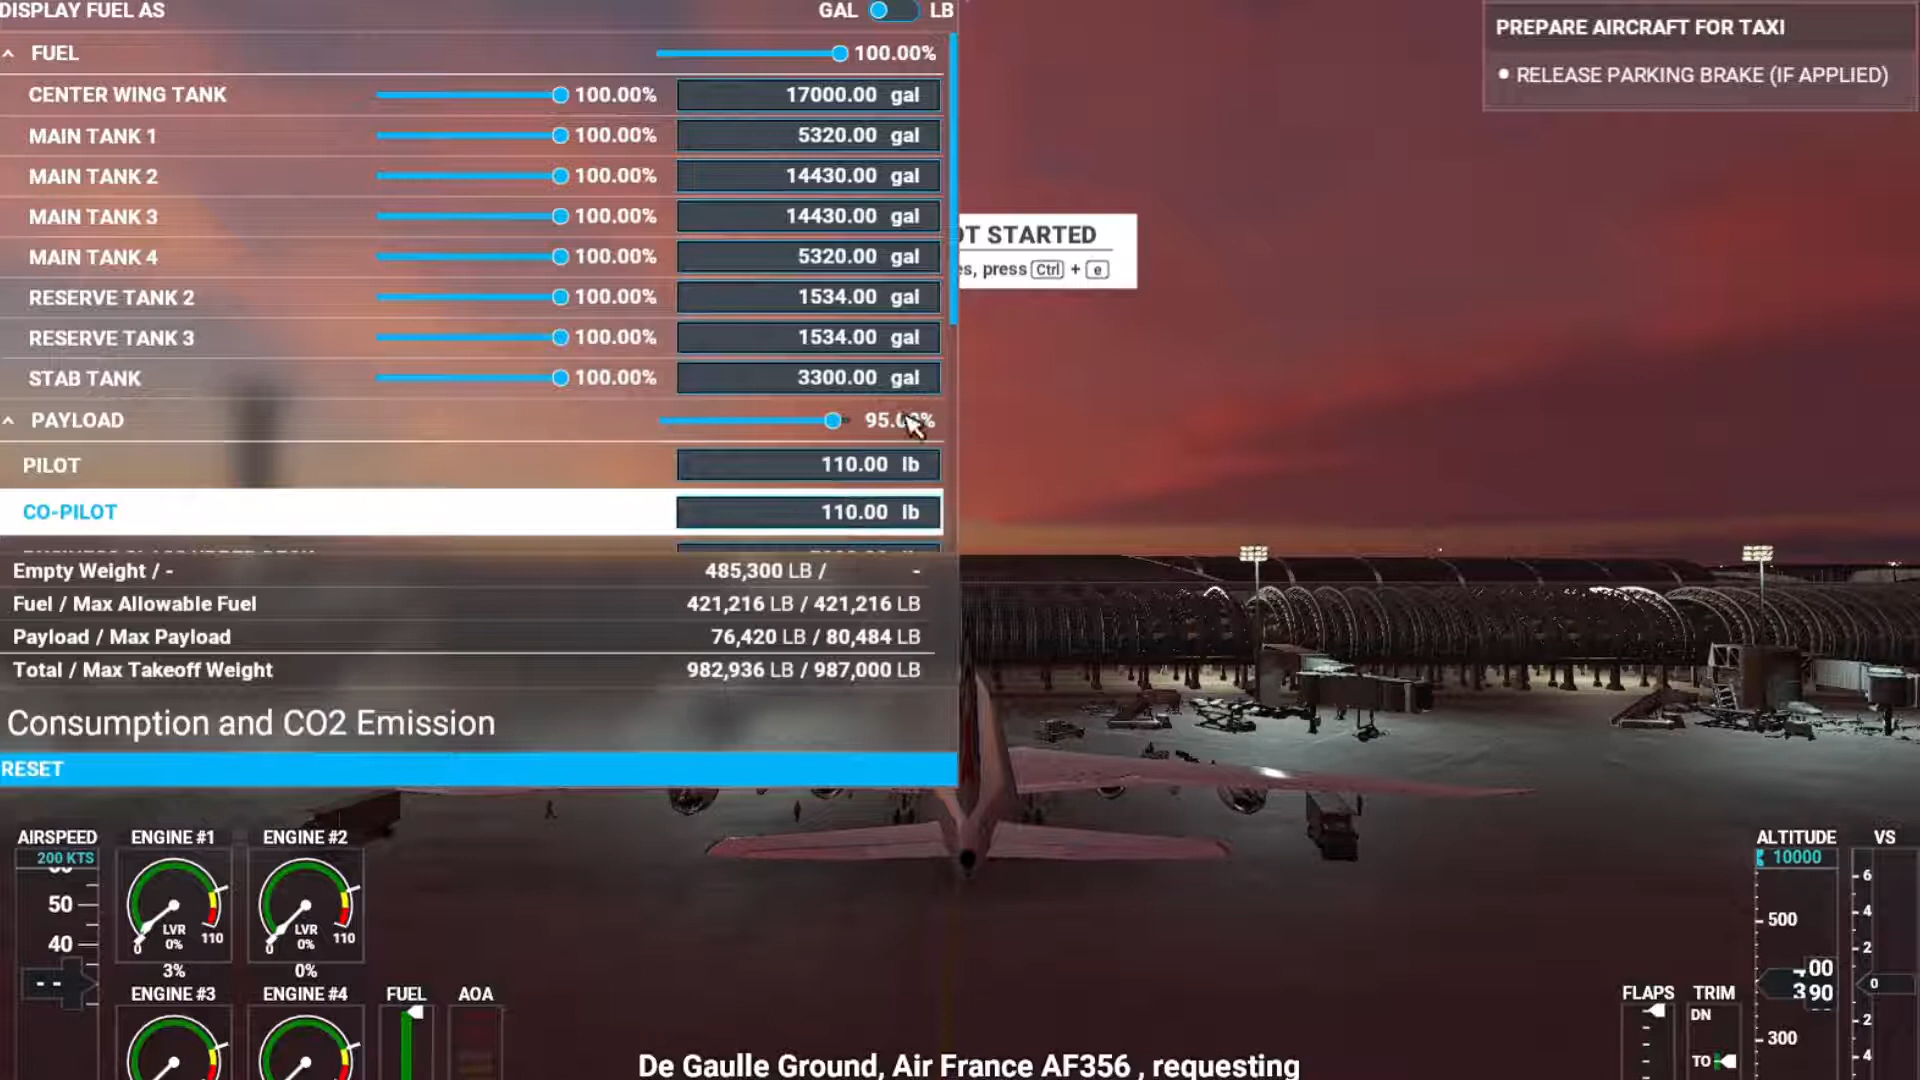 DISPLAY FUEL AS GAL LB
FUEL 100.00%
CENTER WING TANK 100.00% 17000.00 gal
MAIN TANK 1 100.00% 5320.00 gal
MAIN TANK 2 100.00% 14430.00 gal
MAIN TANK 3 100.00% 14430.00 gal
MAIN TANK 4 100.00% 5320.00 gal
RESERVE TANK 2 100.00% 1534.00 gal
RESERVE TANK 3 100.00% 1534.00 gal
STAB TANK 100.00% 3300.00 gal
PAYLOAD
PILOT 110.00 lb
CO-PILOT 110.00 lb
Empty Weight / - 485,300 LB / -
Fuel / Max Allowable Fuel 421,216 LB / 421,216 LB
Payload / Max Payload 76,420 LB / 80,484 LB
Total / Max Takeoff Weight 982,936 LB / 987,000 LB
Consumption and CO2 Emission
RESET
PREPARE AIRCRAFT FOR TAXI
• RELEASE PARKING BRAKE (IF APPLIED)
STARTED
press Ctrl + e
AIRSPEED
200 KTS
50
40
--
ENGINE #1
LVR
0%
0 110
3%
ENGINE #2
LVR
0%
0 110
0%
ENGINE #3
ENGINE #4
FUEL
AOA
ALTITUDE
10000
500
00
390
300
VS
6
4
2
0
2
4
FLAPS
TRIM
DN
TO
De Gaulle Ground, Air France AF356 , requesting